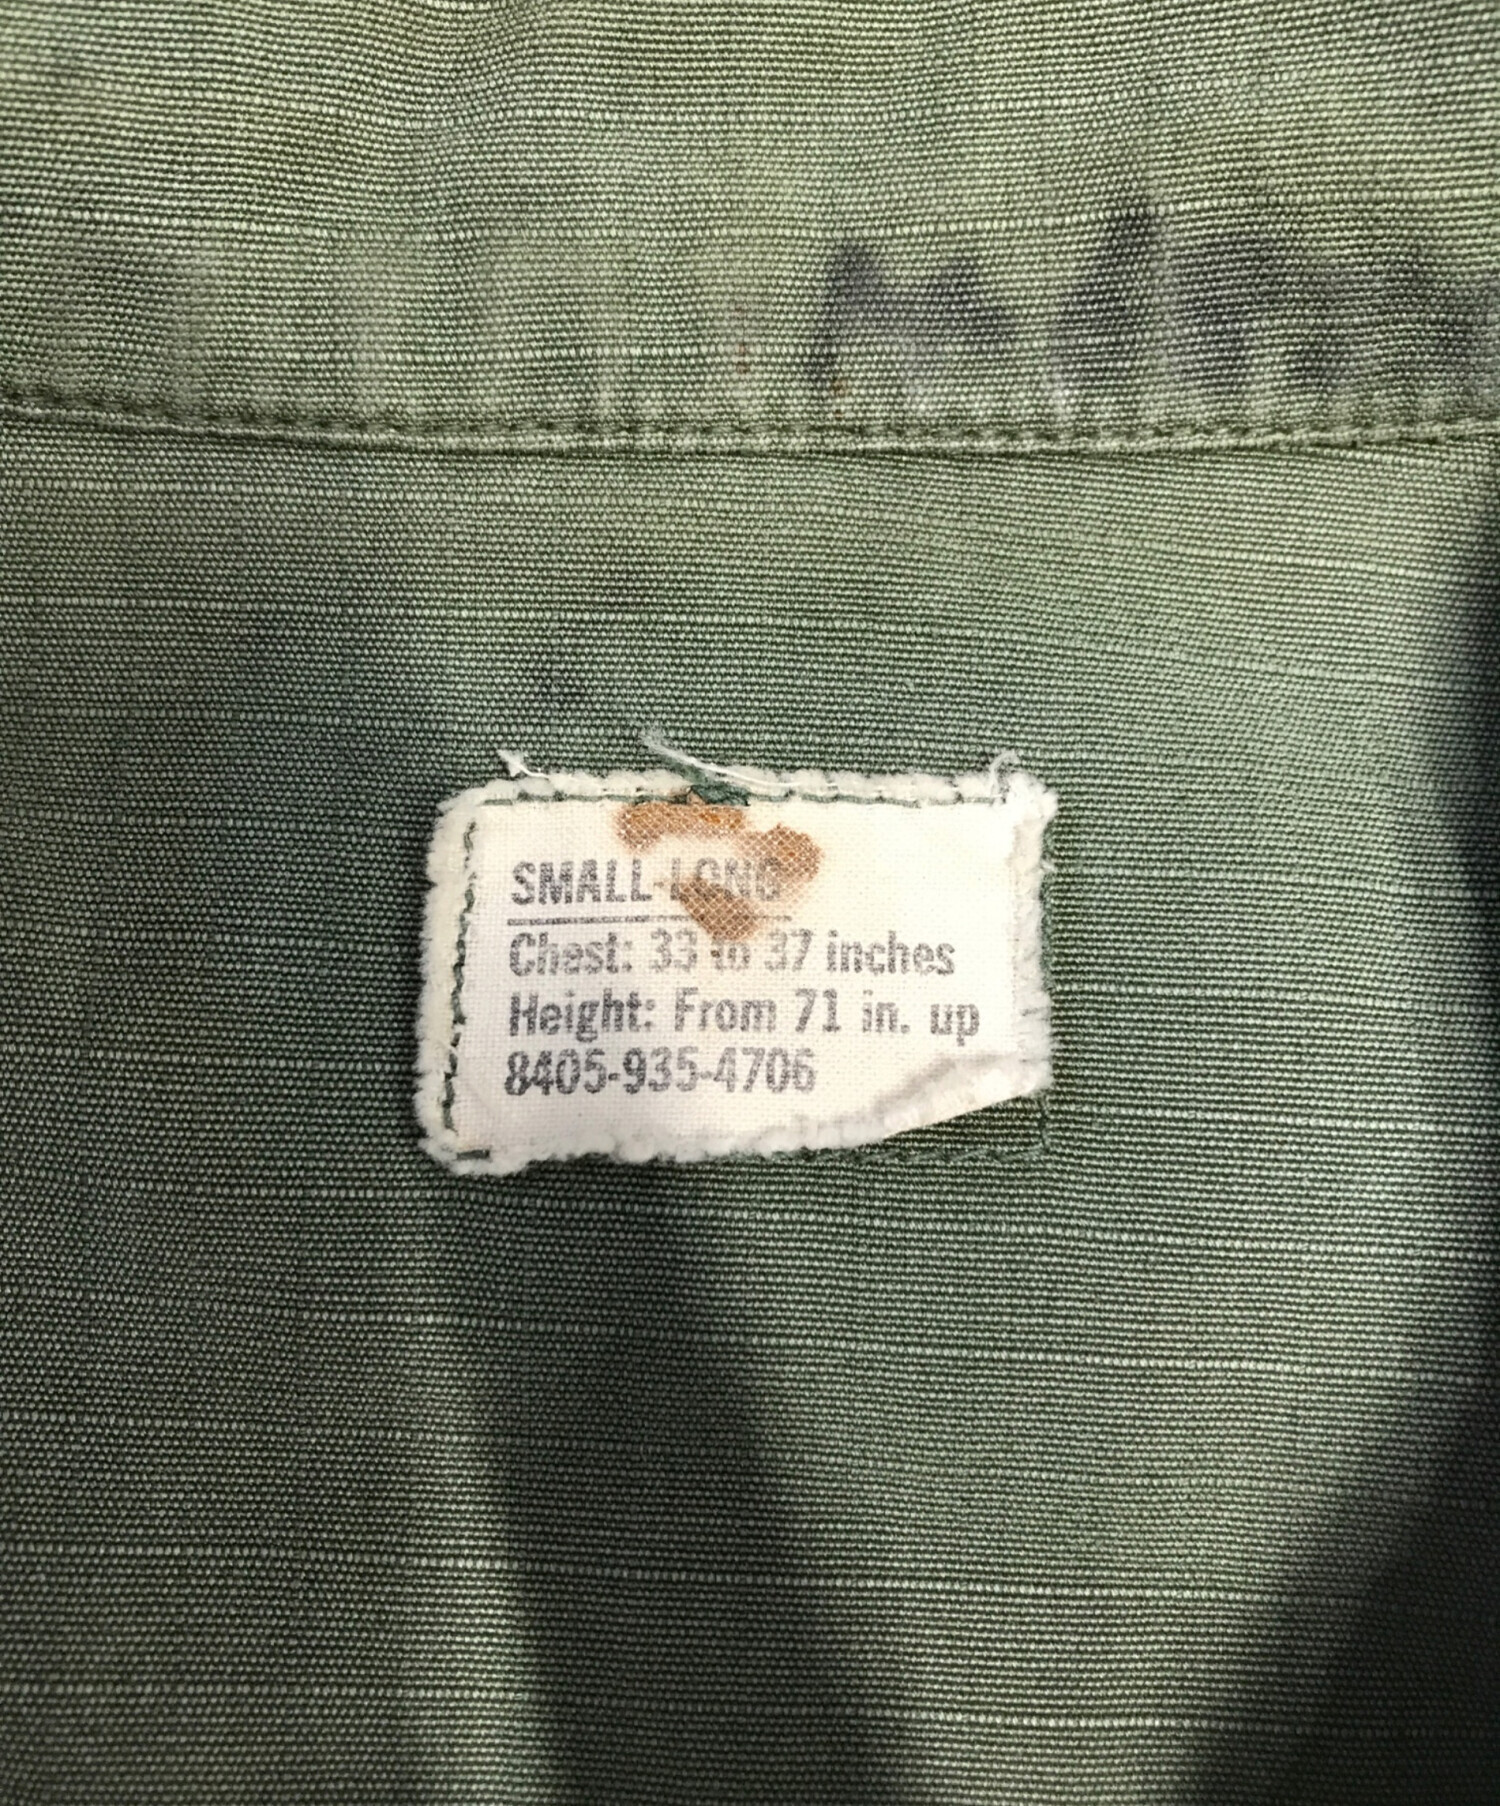 SMALL-LONG
Chest: 33 to 37 inches
Height: From 71 in. up
8405-935-4706